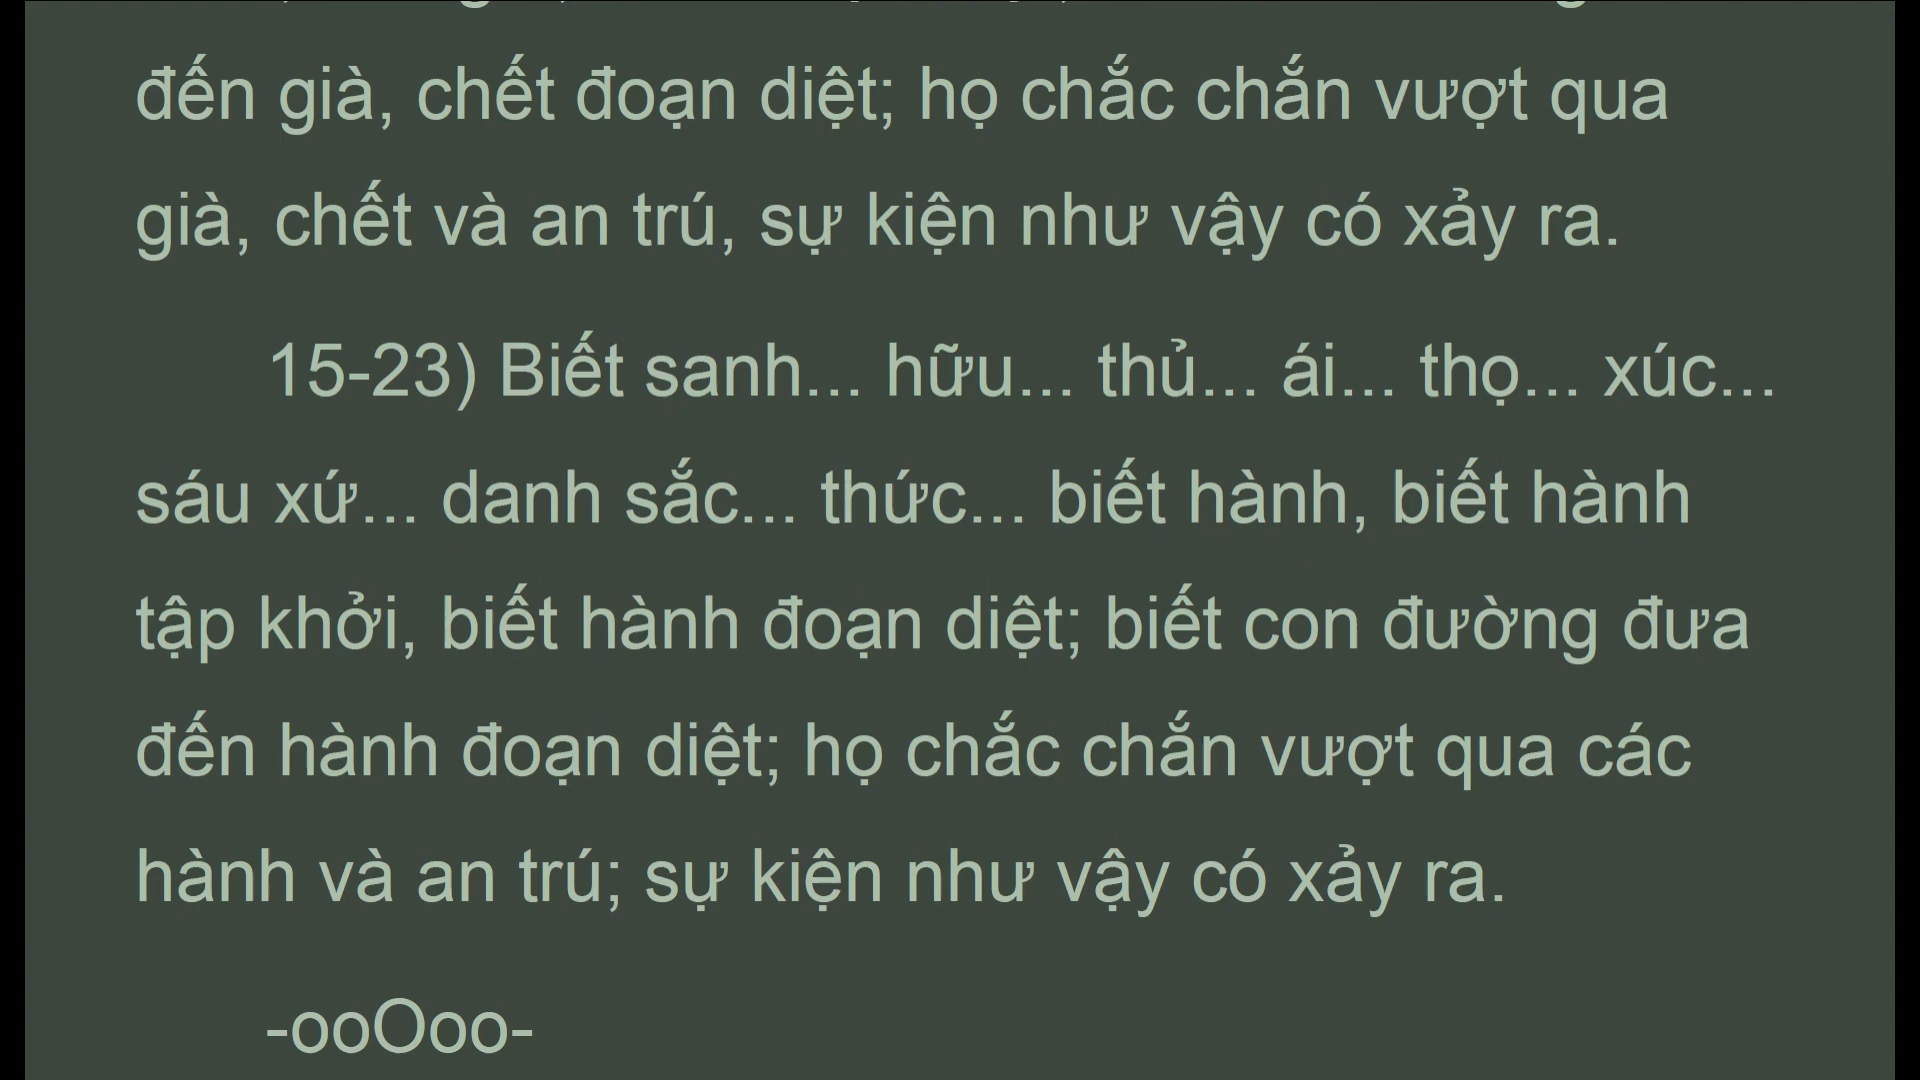 đến già, chết đoạn diệt; họ chắc chắn vượt qua
già, chết và an trú, sự kiện như vậy có xảy ra.
15-23) Biết sanh... hữu... thủ... ái... thọ... xúc...
sáu xứ... danh sắc... thức... biết hành, biết hành
tập khởi, biết hành đoạn diệt; biết con đường đưa
đến hành đoạn diệt; họ chắc chắn vượt qua các
hành và an trú; sự kiện như vậy có xảy ra.
-ooOoo-